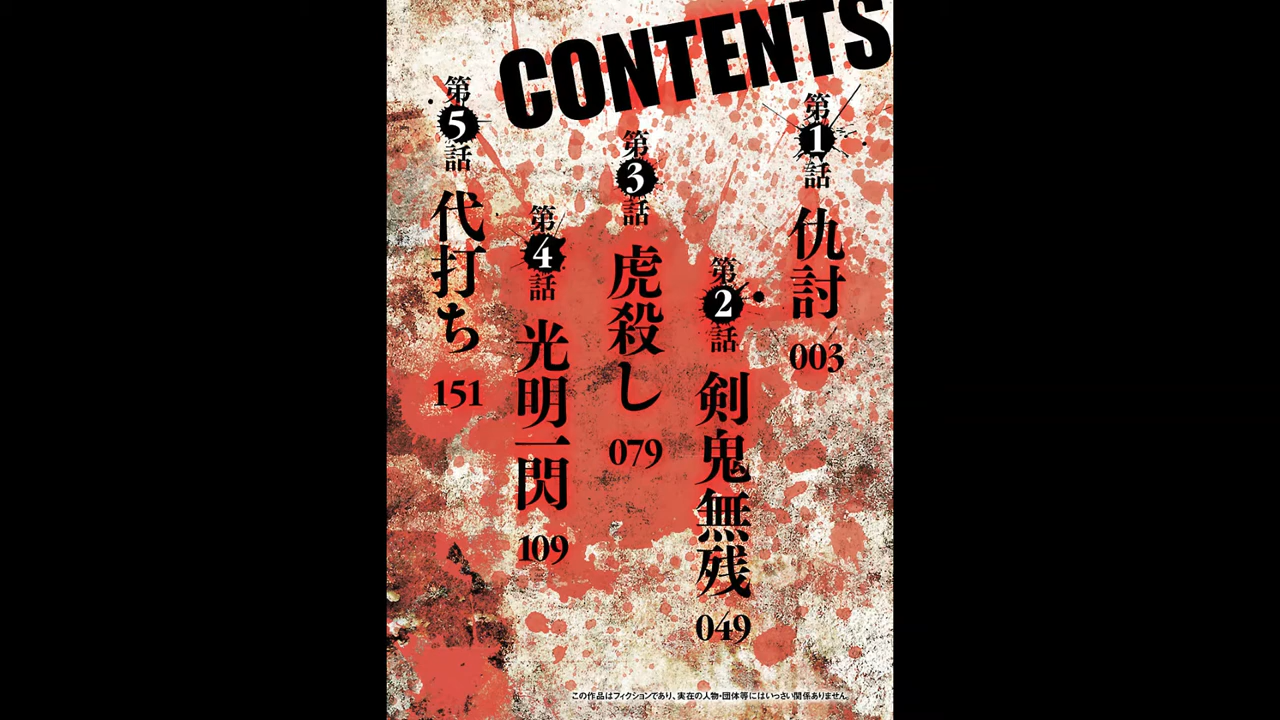 CONTENTS
第1話 仇討 003
第2話 剣鬼無残 049
第3話 虎殺し 079
第4話 光明一閃 109
第5話 代打ち 151
この作品はフィクションであり、実在の人物・団体等にはいっさい関係ありません。